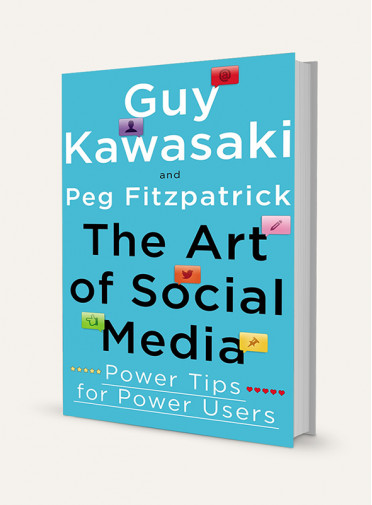 Guy
Kawasaki
and
Peg Fitzpatrick
The Art
of Social
Media
Power Tips
for Power Users
@